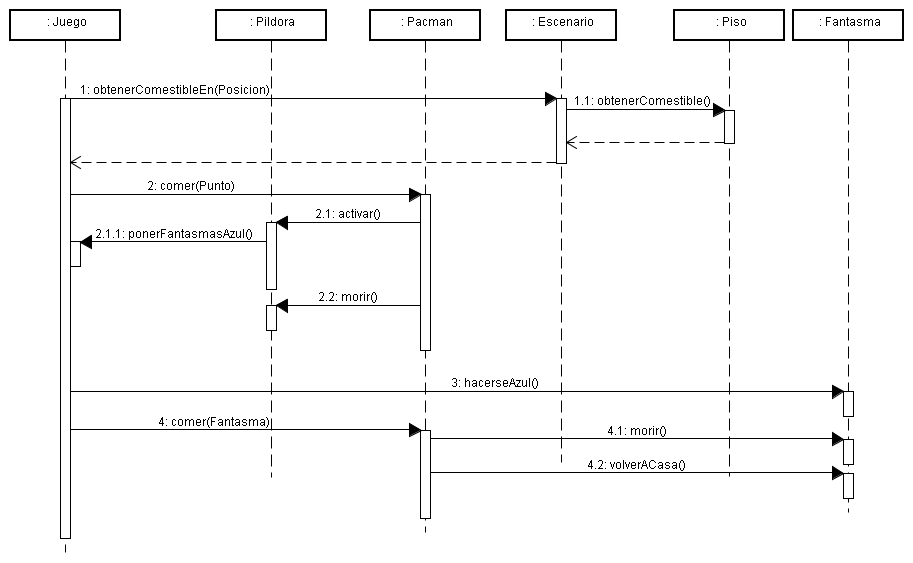 : Juego
: Pildora
: Pacman
: Escenario
: Piso
: Fantasma
1: obtenerComestibleEn(Posicion)
1.1: obtenerComestible()
2: comer(Punto)
2.1: activar()
2.1.1: ponerFantasmasAzul()
2.2: morir()
3: hacerseAzul()
4: comer(Fantasma)
4.1: morir()
4.2: volverACasa()